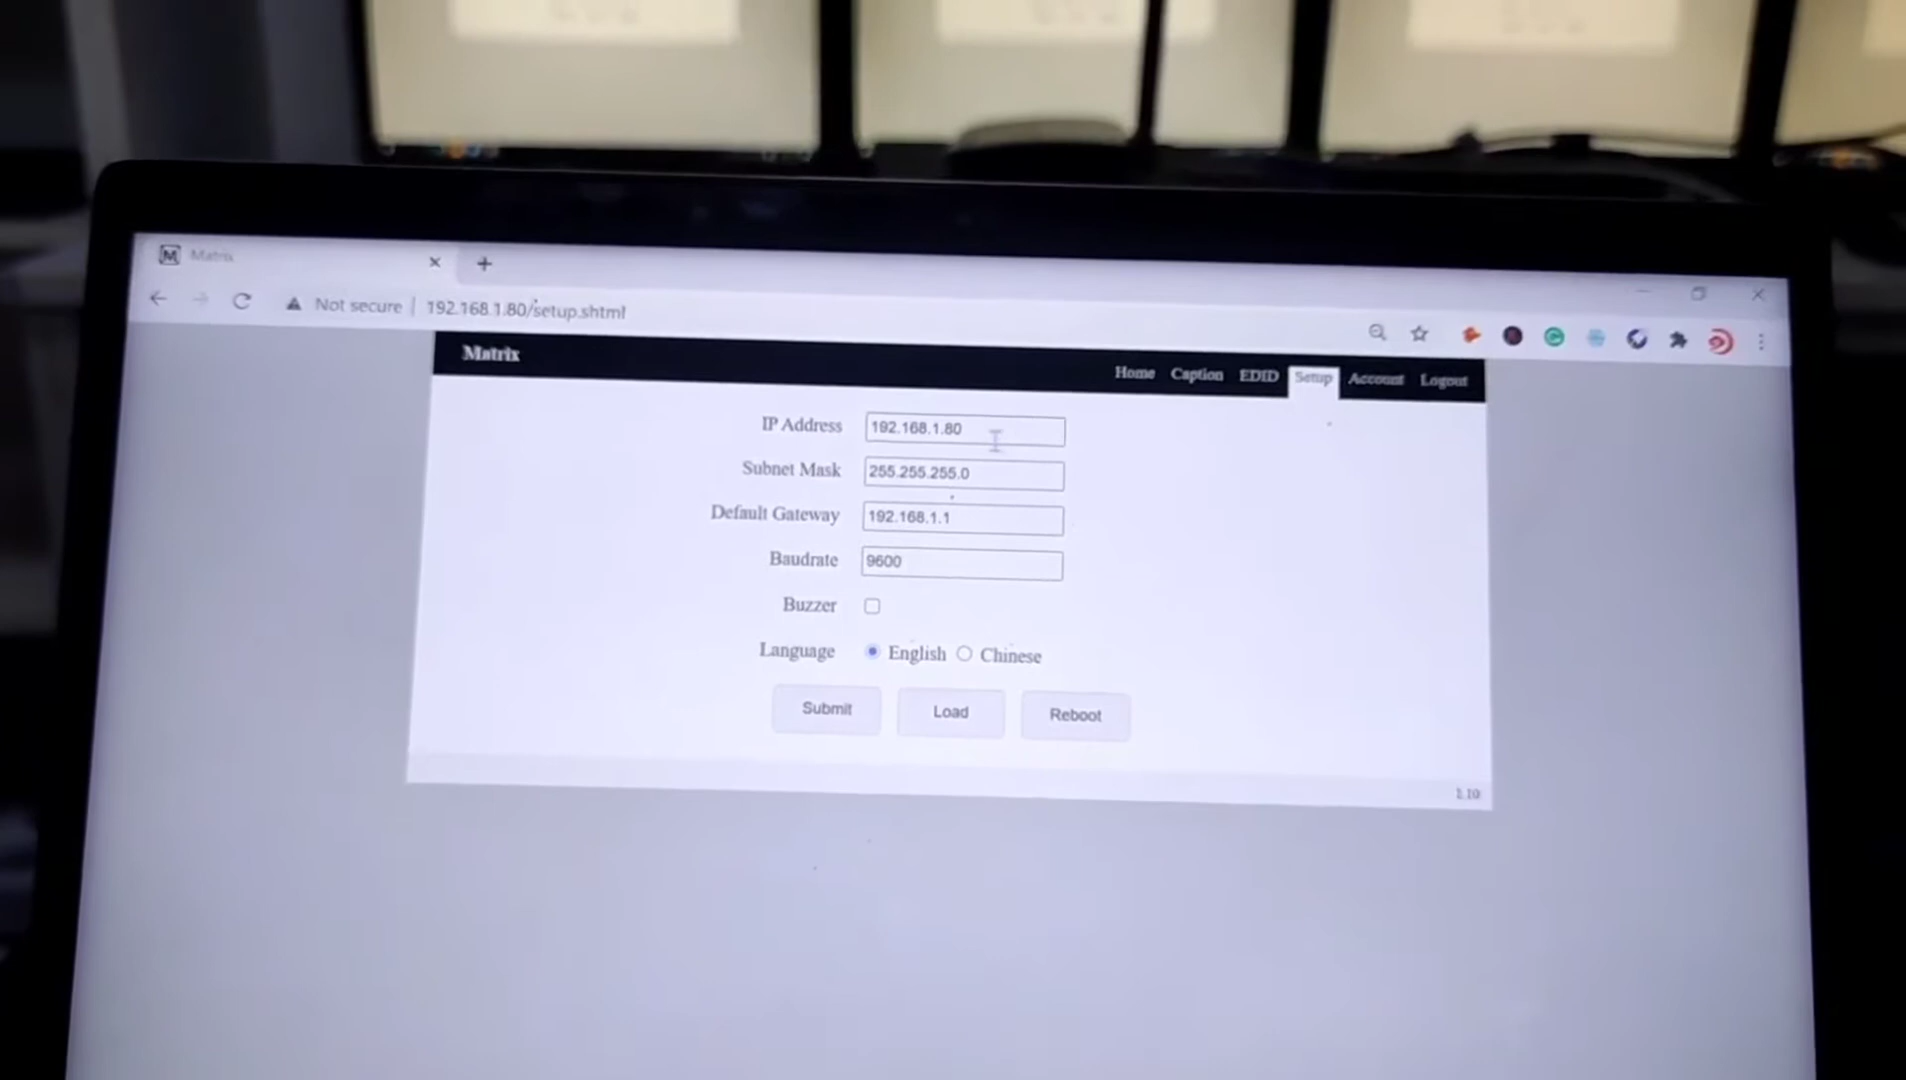 Matrix
Not secure | 192.168.1.80/setup.shtml
Matrix
Home Caption EDID Setup Account Logout
IP Address 192.168.1.80
Subnet Mask 255.255.255.0
Default Gateway 192.168.1.1
Baudrate 9600
Buzzer
Language English Chinese
Submit Load Reboot
1.10